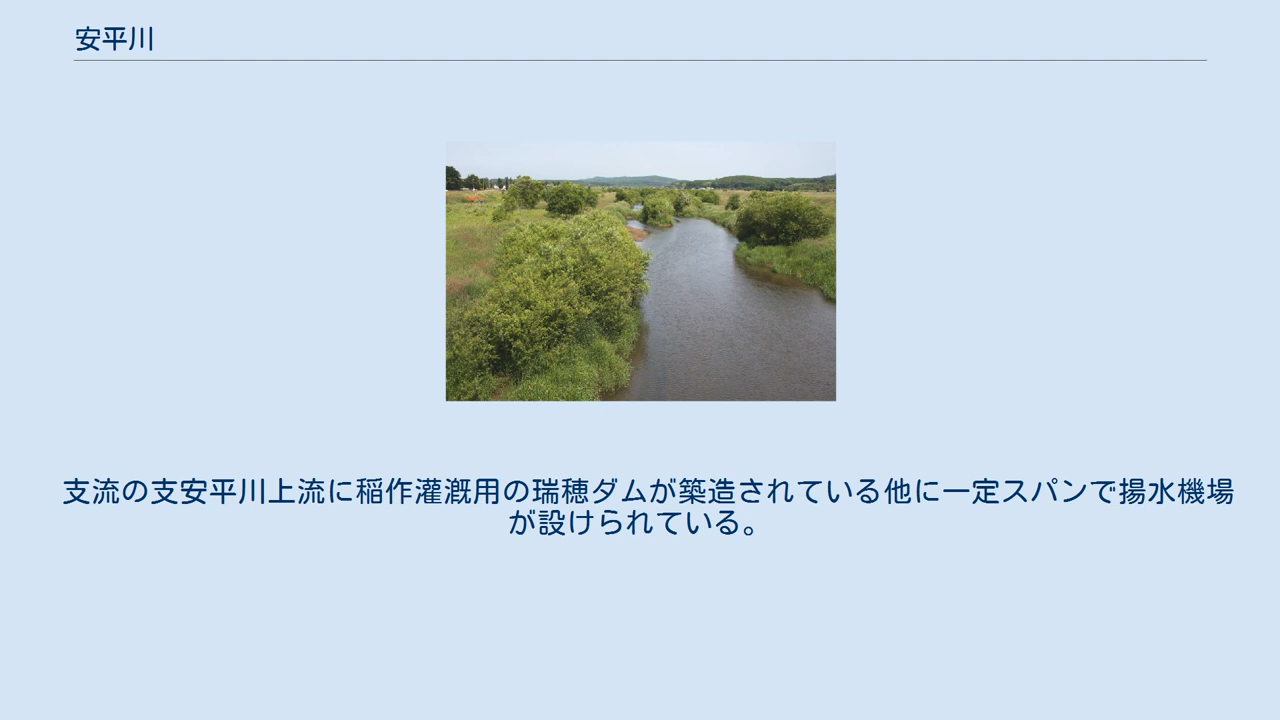 安平川
支流の支安平川上流に稲作灌漑用の瑞穂ダムが築造されている他に一定スパンで揚水機場
が設けられている。